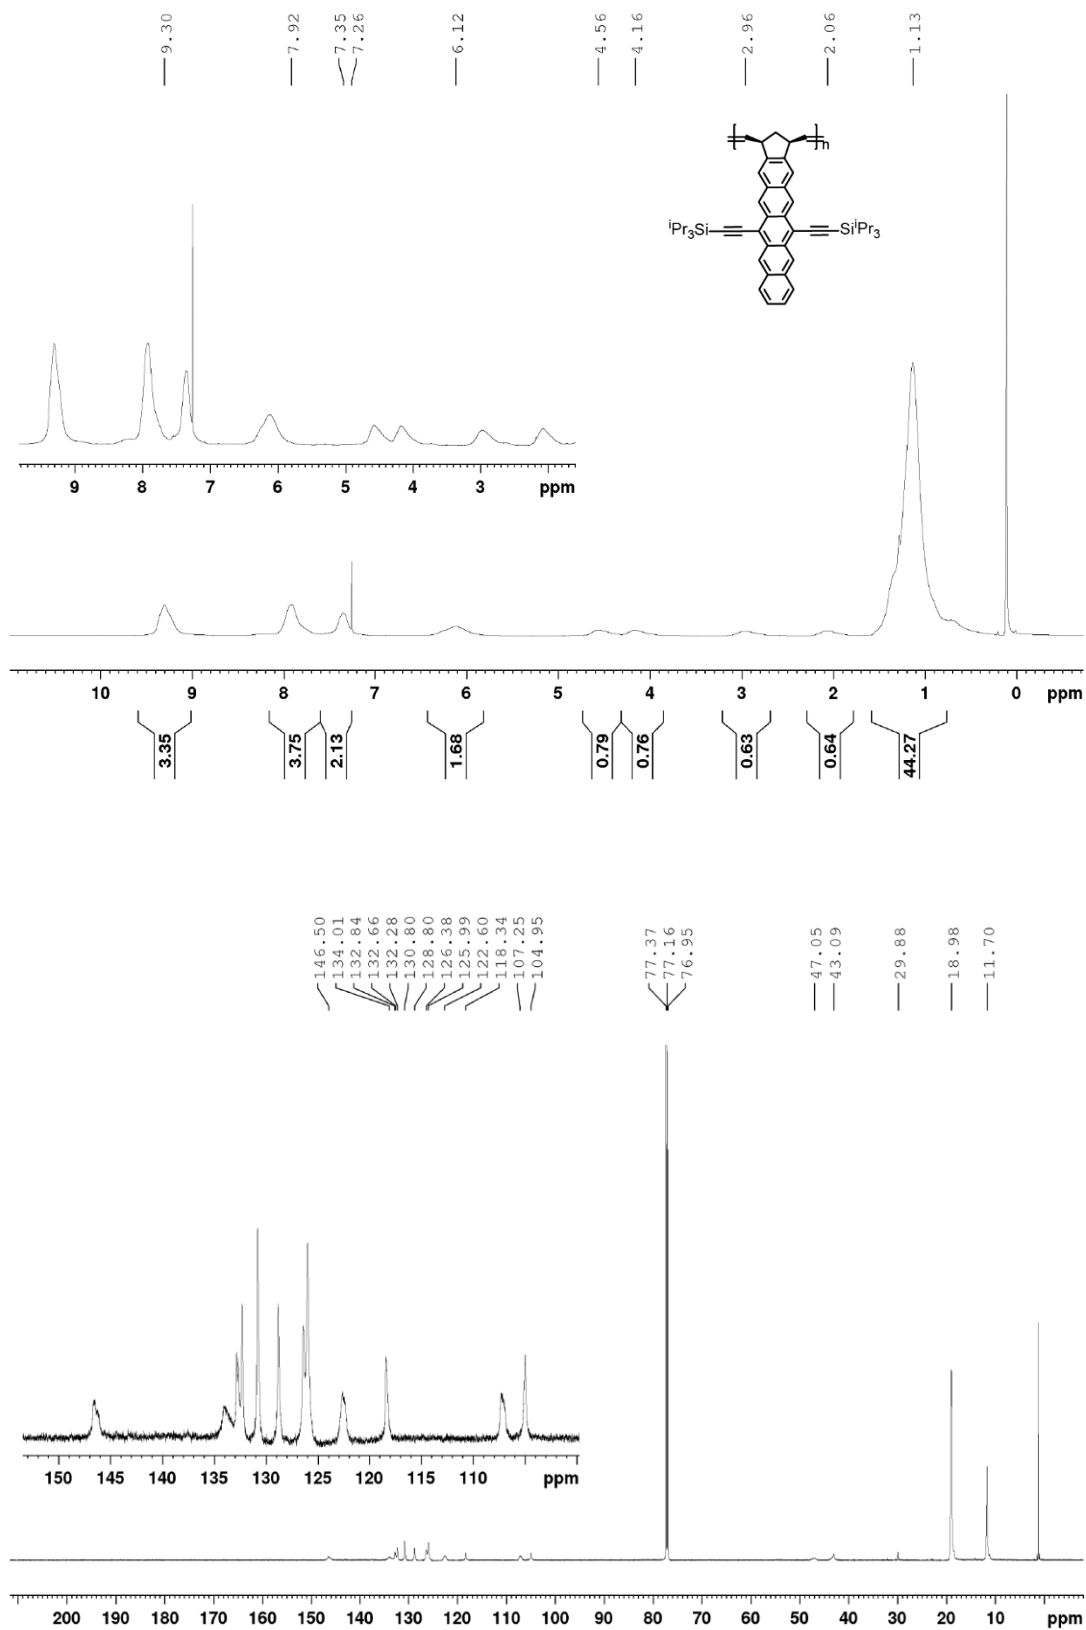 9.30 7.92 7.35 7.26 6.12 4.56 4.16 2.96 2.06 1.13
n
iPr3Si SiiPr3
9 8 7 6 5 4 3 ppm
10 9 8 7 6 5 4 3 2 1 0 ppm
3.35 3.75 2.13 1.68 0.79 0.76 0.63 0.64 44.27
146.50 134.01 132.84 132.66 132.28 130.80 128.80 126.38 125.99 122.60 118.34 107.25 104.95 77.37 77.16 76.95 47.05 43.09 29.88 18.98 11.70
150 145 140 135 130 125 120 115 110 ppm
200 190 180 170 160 150 140 130 120 110 100 90 80 70 60 50 40 30 20 10 ppm